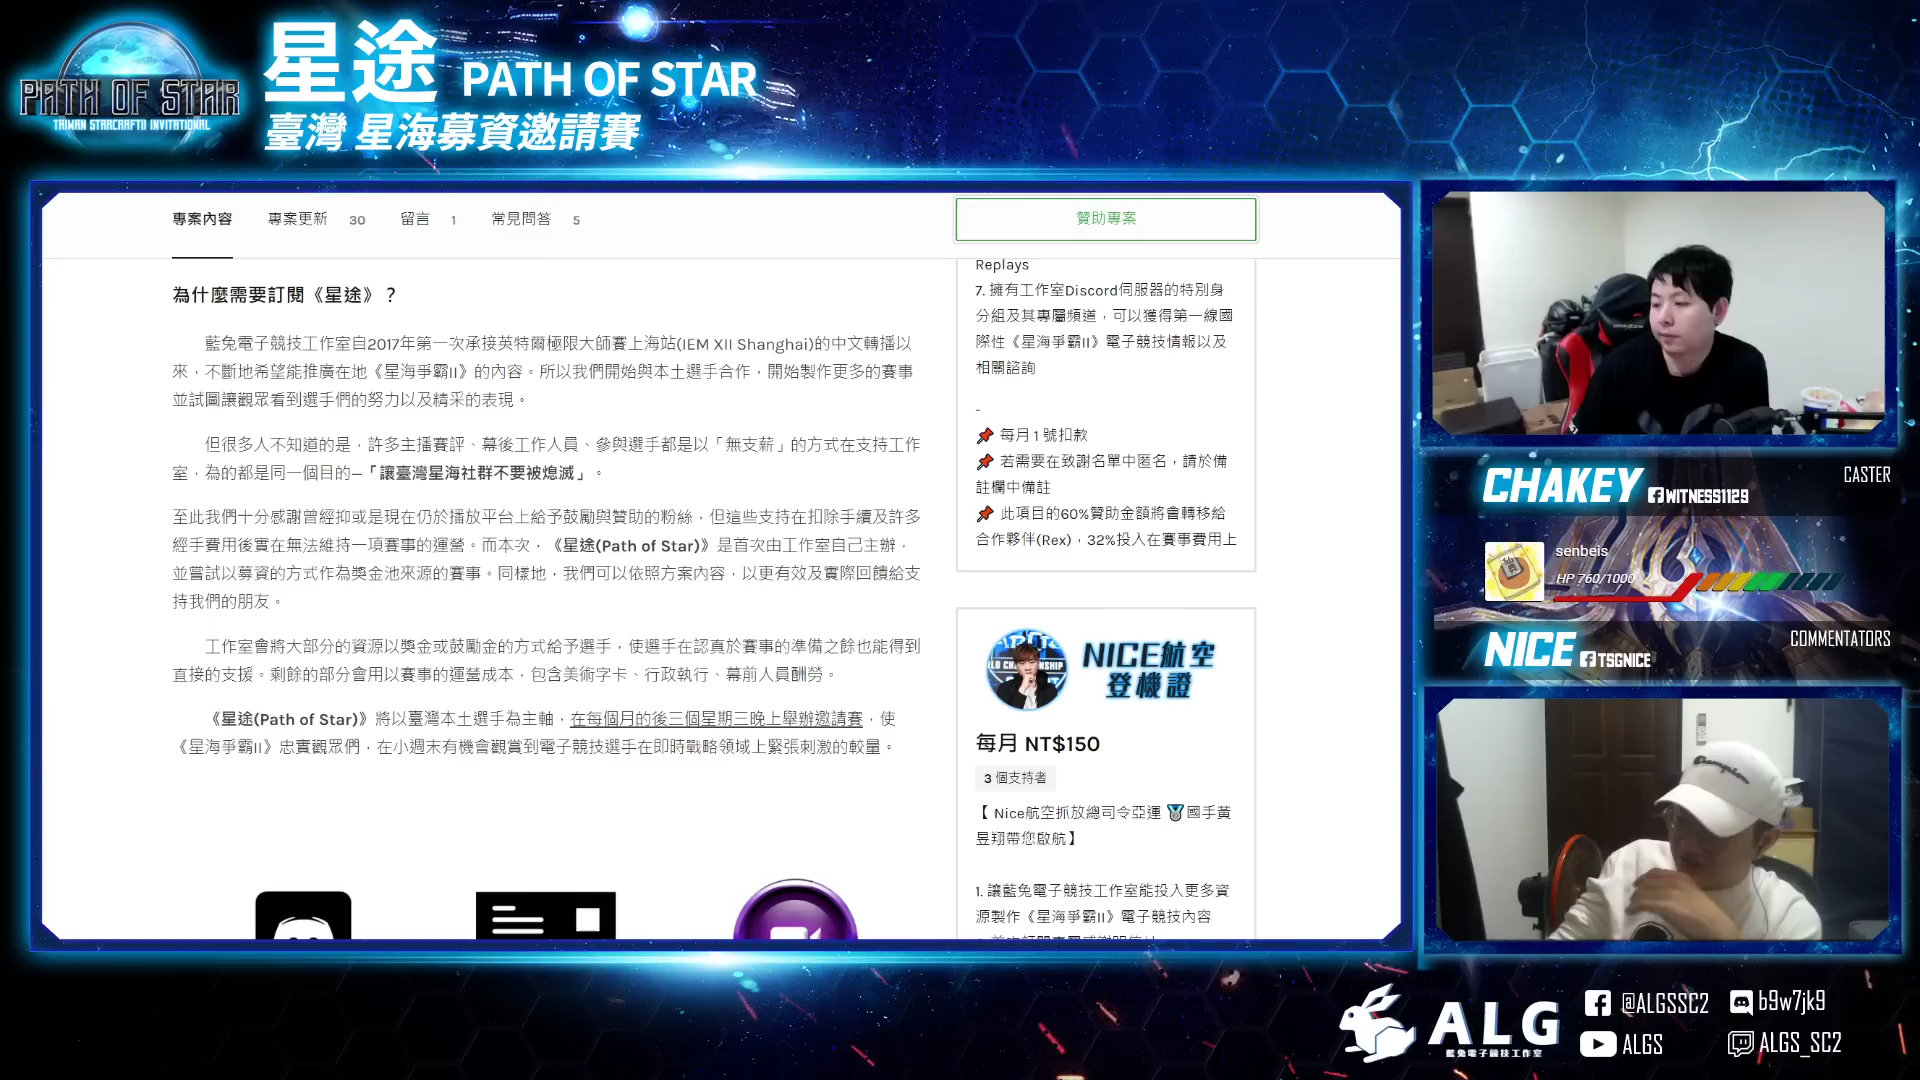 PATH OF STAR
TAIWAN STARCRAFT II INVITATIONAL
星途 PATH OF STAR
臺灣 星海募資邀請賽
專案內容 專案更新 30 留言 1 常見問答 5
贊助專案
為什麼需要訂閱《星途》？
藍兔電子競技工作室自2017年第一次承接英特爾極限大師賽上海站(IEM XII Shanghai)的中文轉播以
來，不斷地希望能推廣在地《星海爭霸II》的內容。所以我們開始與本土選手合作，開始製作更多的賽事
並試圖讓觀眾看到選手們的努力以及精采的表現。
但很多人不知道的是，許多主播賽評、幕後工作人員、參與選手都是以「無支薪」的方式在支持工作
室，為的都是同一個目的—「讓臺灣星海社群不要被熄滅」。
至此我們十分感謝曾經抑或是現在仍於播放平台上給予鼓勵與贊助的粉絲，但這些支持在扣除手續及許多
經手費用後實在無法維持一項賽事的運營。而本次，《星途(Path of Star)》是首次由工作室自己主辦，
並嘗試以募資的方式作為獎金池來源的賽事。同樣地，我們可以依照方案內容，以更有效及實際回饋給支
持我們的朋友。
工作室會將大部分的資源以獎金或鼓勵金的方式給予選手，使選手在認真於賽事的準備之餘也能得到
直接的支援。剩餘的部分會用以賽事的運營成本，包含美術字卡、行政執行、幕前人員酬勞。
《星途(Path of Star)》將以臺灣本土選手為主軸，在每個月的後三個星期三晚上舉辦邀請賽，使
《星海爭霸II》忠實觀眾們，在小週末有機會觀賞到電子競技選手在即時戰略領域上緊張刺激的較量。
Replays
7. 擁有工作室Discord伺服器的特別身
分組及其專屬頻道，可以獲得第一線國
際性《星海爭霸II》電子競技情報以及
相關諮詢
-
每月 1 號扣款
若需要在致謝名單中匿名，請於備
註欄中備註
此項目的60%贊助金額將會轉移給
合作夥伴(Rex)，32%投入在賽事費用上
NICE航空
登機證
每月 NT$150
3 個支持者
【 Nice航空抓放總司令亞運 國手黃
昱翔帶您啟航】
1. 讓藍兔電子競技工作室能投入更多資
源製作《星海爭霸II》電子競技內容
CHAKEY WITNESS1129 CASTER
senbeis
HP 760/1000
NICE TSGNICE COMMENTATORS
Champion
ALG
藍兔電子競技工作室
@ALGSSC2 b9w7jk9
ALGS ALGS_SC2